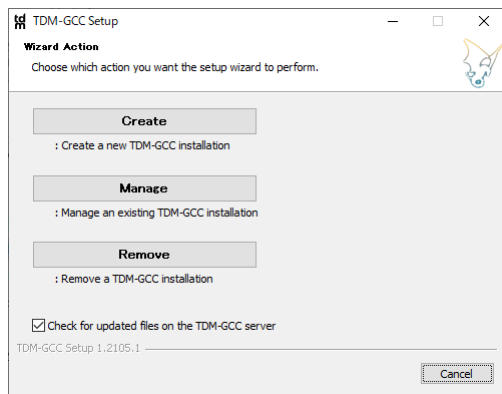 tdm TDM-GCC Setup
Wizard Action
Choose which action you want the setup wizard to perform.
Create
: Create a new TDM-GCC installation
Manage
: Manage an existing TDM-GCC installation
Remove
: Remove a TDM-GCC installation
Check for updated files on the TDM-GCC server
TDM-GCC Setup 1.2105.1
Cancel